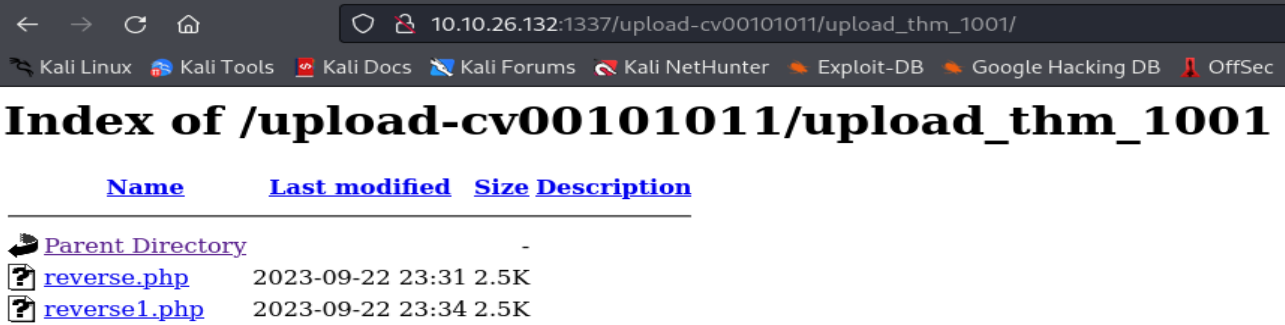 10.10.26.132:1337/upload-cv00101011/upload_thm_1001/
Kali Linux Kali Tools Kali Docs Kali Forums Kali NetHunter Exploit-DB Google Hacking DB OffSec
Index of /upload-cv00101011/upload_thm_1001
Name Last modified Size Description
Parent Directory -
reverse.php 2023-09-22 23:31 2.5K
reverse1.php 2023-09-22 23:34 2.5K